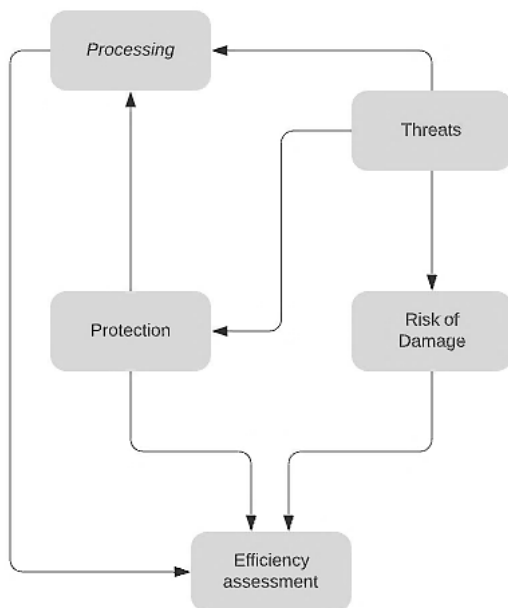 Processing
Threats
Protection
Risk of
Damage
Efficiency
assessment